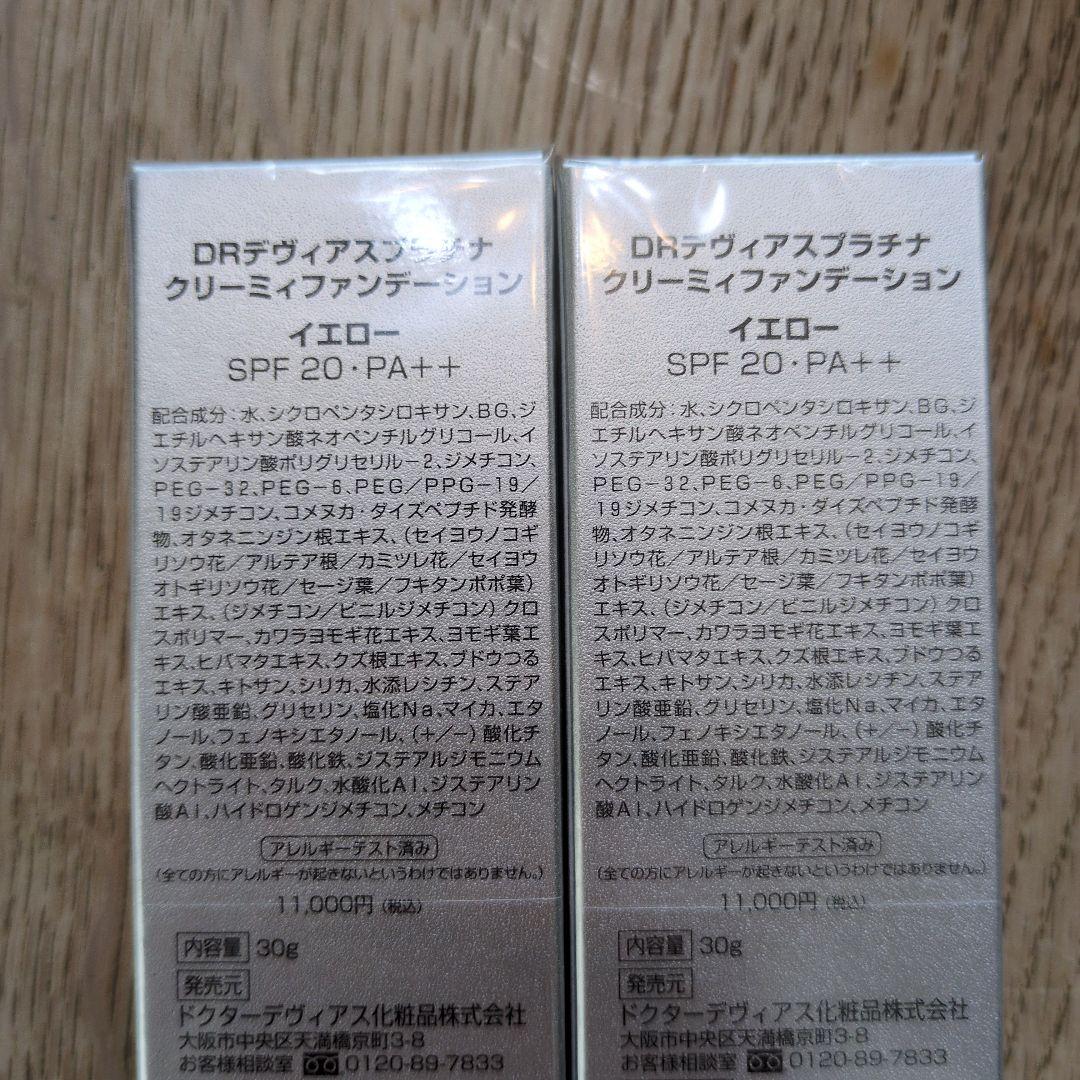 DRデヴィアスプラチナ
クリーミィファンデーション
イエロー
SPF 20・PA++
配合成分：水、シクロペンタシロキサン、BG、ジ
エチルヘキサン酸ネオペンチルグリコール、イ
ソステアリン酸ポリグリセリル-2、ジメチコン、
PEG-32、PEG-6、PEG/PPG-19/
19ジメチコン、コメヌカ・ダイズペプチド発酵
物、オタネニンジン根エキス、(セイヨウノコギ
リソウ花/アルテア根/カミツレ花/セイヨウ
オトギリソウ花/セージ葉/フキタンポポ葉)
エキス、(ジメチコン/ビニルジメチコン)クロ
スポリマー、カワラヨモギ花エキス、ヨモギ葉エ
キス、ヒバマタエキス、クズ根エキス、ブドウつる
エキス、キトサン、シリカ、水添レシチン、ステア
リン酸亜鉛、グリセリン、塩化Na、マイカ、エタ
ノール、フェノキシエタノール、(+/-)酸化チ
タン、酸化亜鉛、酸化鉄、ジステアルジモニウム
ヘクトライト、タルク、水酸化Al、ジステアリン
酸Al、ハイドロゲンジメチコン、メチコン
アレルギーテスト済み
(全ての方にアレルギーが起きないというわけではありません。)
11,000円(税込)
内容量 30g
発売元
ドクターデヴィアス化粧品株式会社
大阪市中央区天満橋京町3-8
お客様相談室 0120-89-7833
DRデヴィアスプラチナ
クリーミィファンデーション
イエロー
SPF 20・PA++
配合成分：水、シクロペンタシロキサン、BG、ジ
エチルヘキサン酸ネオペンチルグリコール、イ
ソステアリン酸ポリグリセリル-2、ジメチコン、
PEG-32、PEG-6、PEG/PPG-19/
19ジメチコン、コメヌカ・ダイズペプチド発酵
物、オタネニンジン根エキス、(セイヨウノコギ
リソウ花/アルテア根/カミツレ花/セイヨウ
オトギリソウ花/セージ葉/フキタンポポ葉)
エキス、(ジメチコン/ビニルジメチコン)クロ
スポリマー、カワラヨモギ花エキス、ヨモギ葉エ
キス、ヒバマタエキス、クズ根エキス、ブドウつる
エキス、キトサン、シリカ、水添レシチン、ステア
リン酸亜鉛、グリセリン、塩化Na、マイカ、エタ
ノール、フェノキシエタノール、(+/-)酸化チ
タン、酸化亜鉛、酸化鉄、ジステアルジモニウム
ヘクトライト、タルク、水酸化Al、ジステアリン
酸Al、ハイドロゲンジメチコン、メチコン
アレルギーテスト済み
(全ての方にアレルギーが起きないというわけではありません。)
11,000円(税込)
内容量 30g
発売元
ドクターデヴィアス化粧品株式会社
大阪市中央区天満橋京町3-8
お客様相談室 0120-89-7833